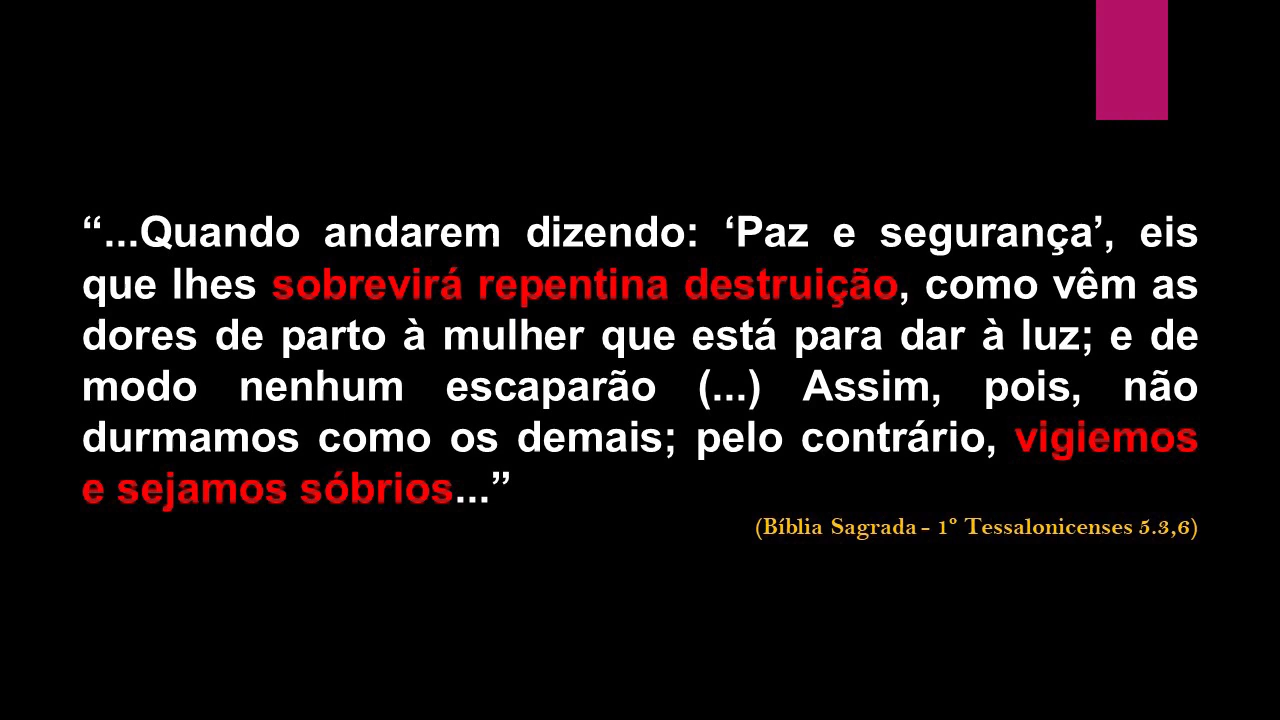 “...Quando andarem dizendo: ‘Paz e segurança’, eis
que lhes sobrevirá repentina destruição, como vêm as
dores de parto à mulher que está para dar à luz; e de
modo nenhum escaparão (...) Assim, pois, não
durmamos como os demais; pelo contrário, vigiemos
e sejamos sóbrios...”
(Bíblia Sagrada - 1º Tessalonicenses 5.3,6)